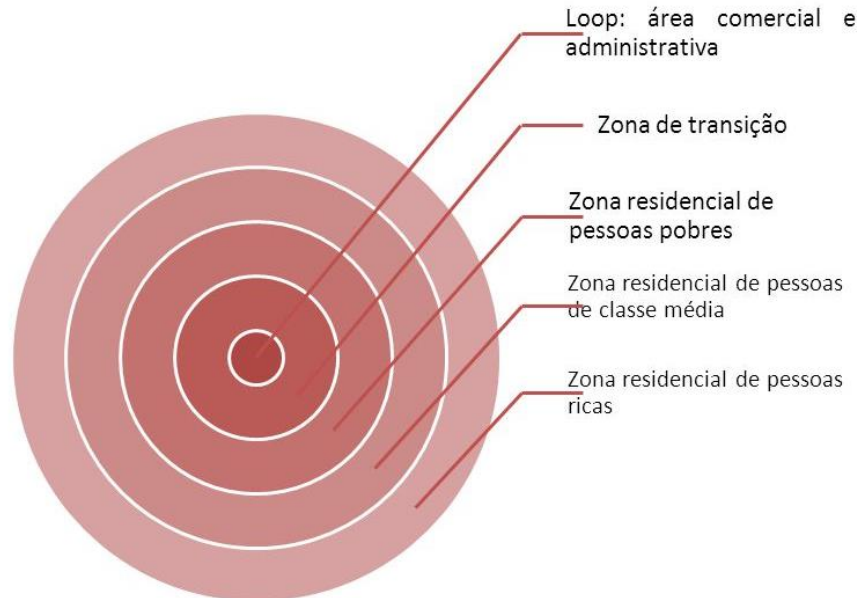 Loop: área comercial e
administrativa
Zona de transição
Zona residencial de
pessoas pobres
Zona residencial de pessoas
de classe média
Zona residencial de pessoas
ricas